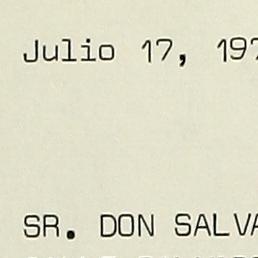 Julio 17, 197
SR. DON SALVA